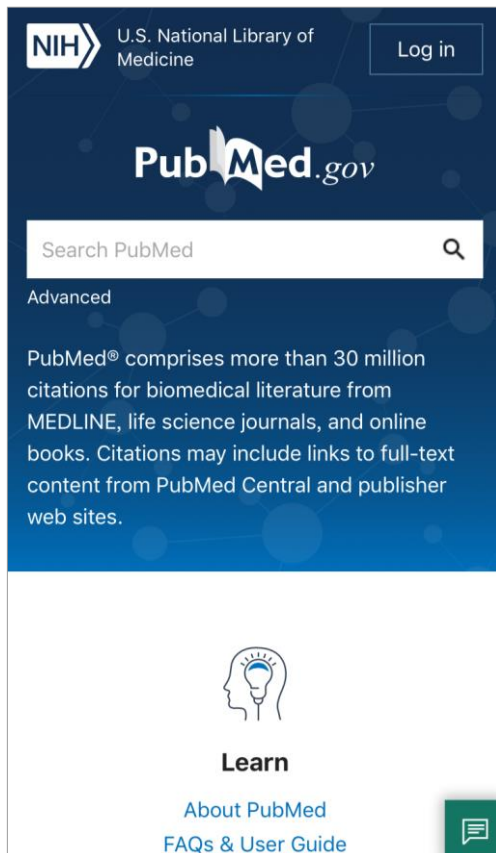 NIH
U.S. National Library of
Medicine
Log in
PubMed.gov
Search PubMed
Advanced
PubMed® comprises more than 30 million
citations for biomedical literature from
MEDLINE, life science journals, and online
books. Citations may include links to full-text
content from PubMed Central and publisher
web sites.
Learn
About PubMed
FAQs & User Guide